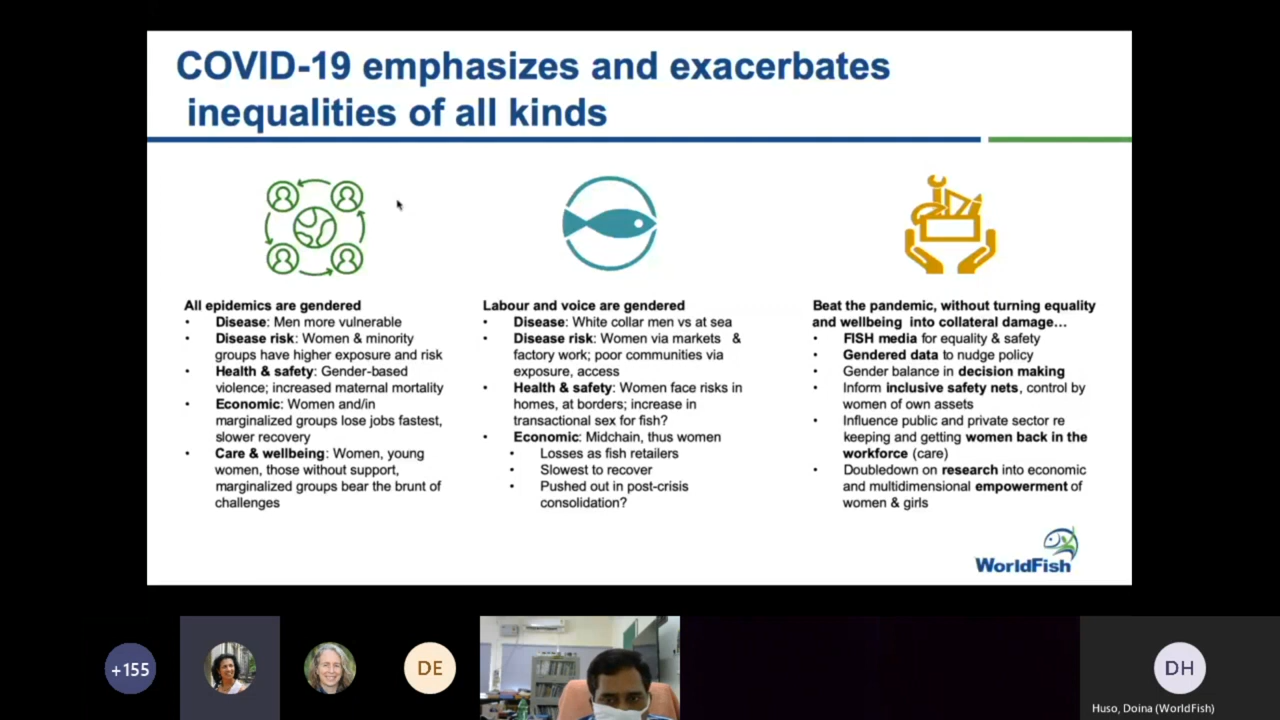 COVID-19 emphasizes and exacerbates
inequalities of all kinds
All epidemics are gendered
• Disease: Men more vulnerable
• Disease risk: Women & minority
groups have higher exposure and risk
• Health & safety: Gender-based
violence; increased maternal mortality
• Economic: Women and/in
marginalized groups lose jobs fastest,
slower recovery
• Care & wellbeing: Women, young
women, those without support,
marginalized groups bear the brunt of
challenges
Labour and voice are gendered
• Disease: White collar men vs at sea
• Disease risk: Women via markets &
factory work; poor communities via
exposure, access
• Health & safety: Women face risks in
homes, at borders; increase in
transactional sex for fish?
• Economic: Midchain, thus women
• Losses as fish retailers
• Slowest to recover
• Pushed out in post-crisis
consolidation?
Beat the pandemic, without turning equality
and wellbeing into collateral damage…
• FISH media for equality & safety
• Gendered data to nudge policy
• Gender balance in decision making
• Inform inclusive safety nets, control by
women of own assets
• Influence public and private sector re
keeping and getting women back in the
workforce (care)
• Doubledown on research into economic
and multidimensional empowerment of
women & girls
WorldFish
+155
DE
DH
Huso, Doina (WorldFish)